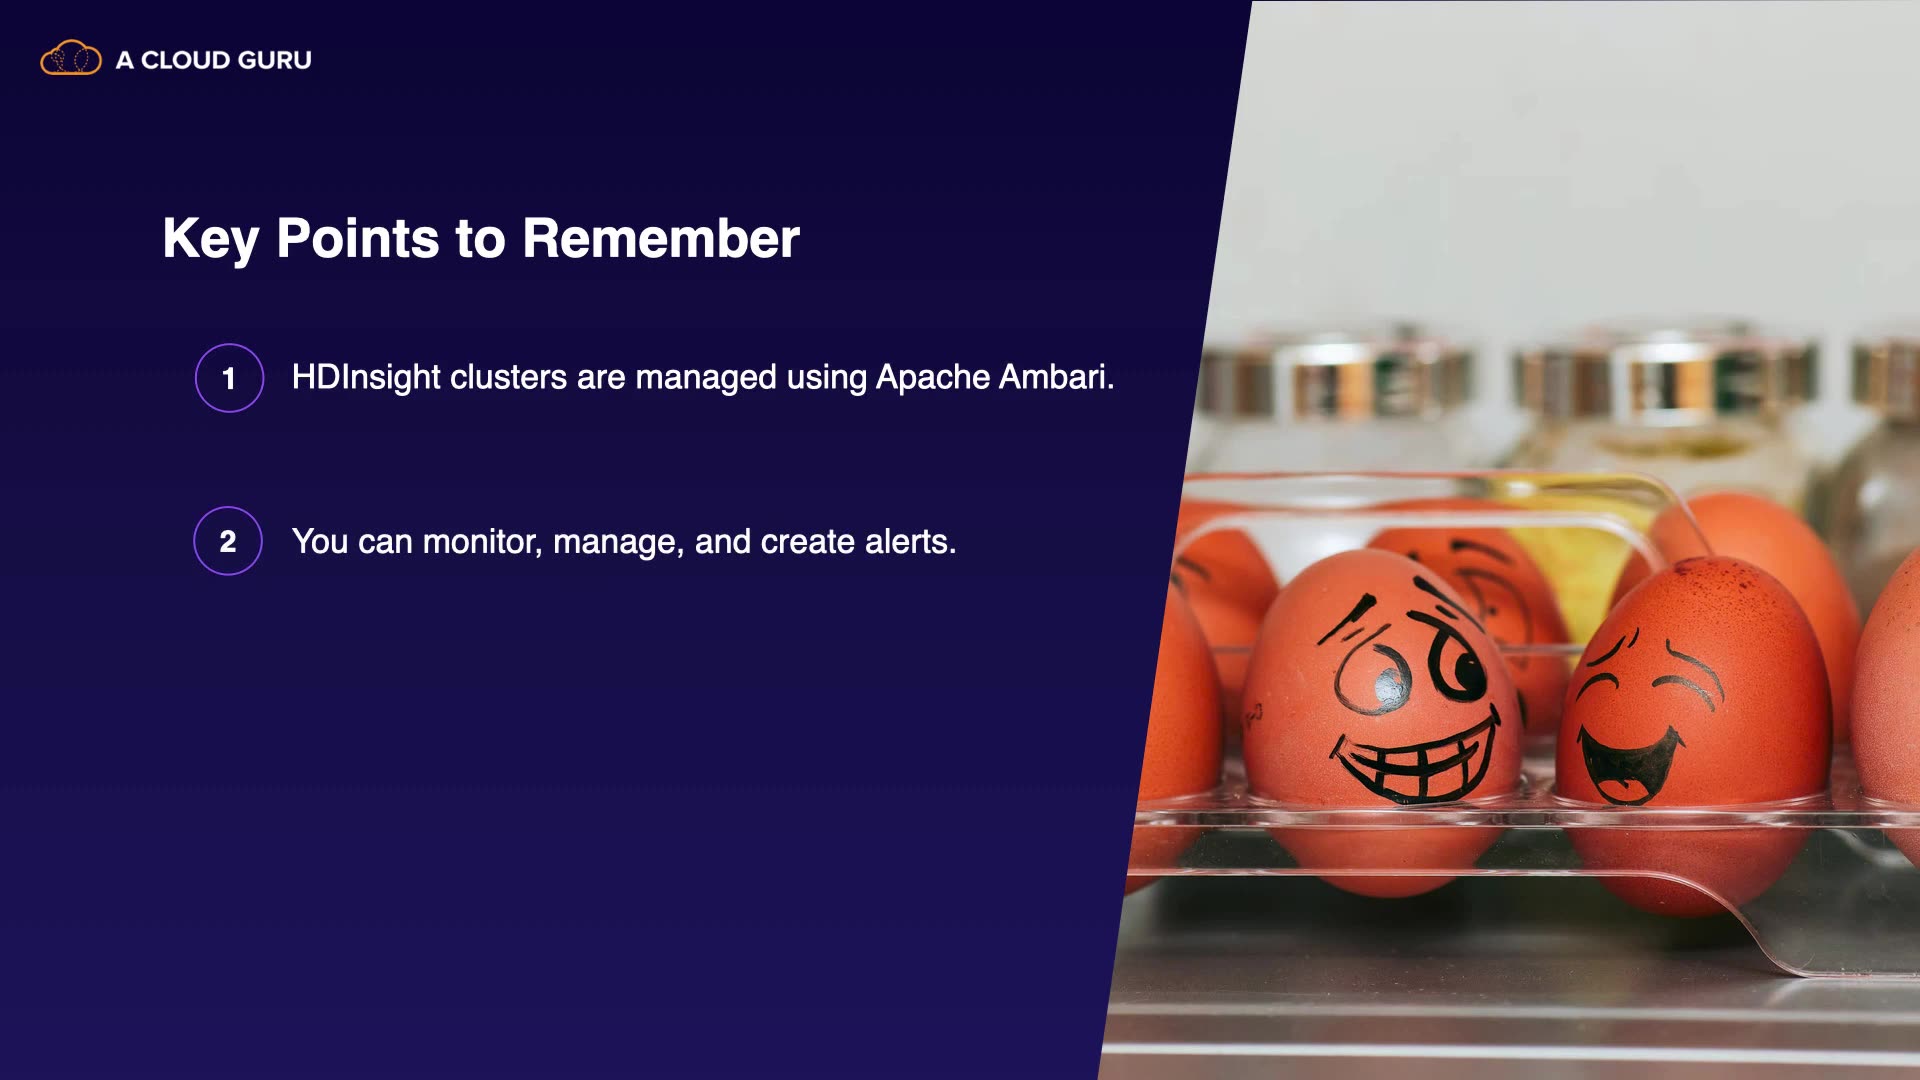 A CLOUD GURU
Key Points to Remember
1 HDInsight clusters are managed using Apache Ambari.
2 You can monitor, manage, and create alerts.